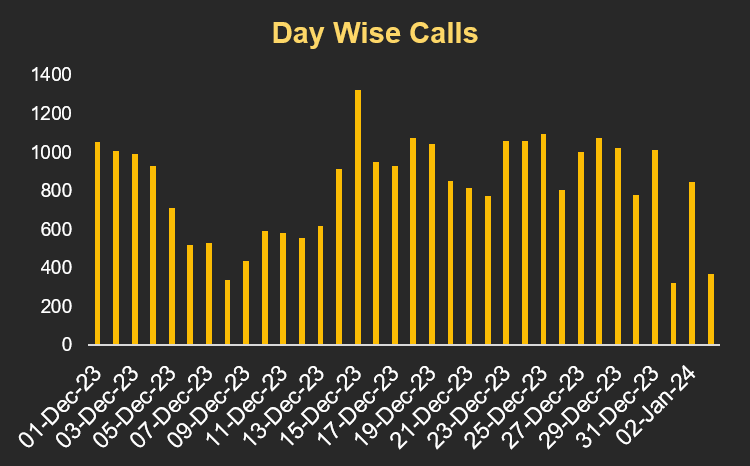 Day Wise Calls
1400
1200
1000
800
600
400
200
0
01-Dec-23
03-Dec-23
05-Dec-23
07-Dec-23
09-Dec-23
11-Dec-23
13-Dec-23
15-Dec-23
17-Dec-23
19-Dec-23
21-Dec-23
23-Dec-23
25-Dec-23
27-Dec-23
29-Dec-23
31-Dec-23
02-Jan-24